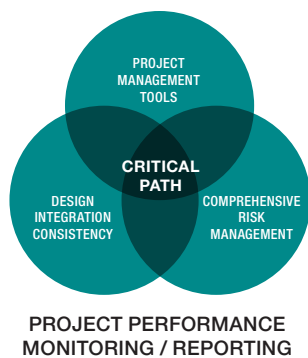 PROJECT
MANAGEMENT
TOOLS
CRITICAL
PATH
DESIGN
INTEGRATION
CONSISTENCY
COMPREHENSIVE
RISK
MANAGEMENT
PROJECT PERFORMANCE
MONITORING / REPORTING